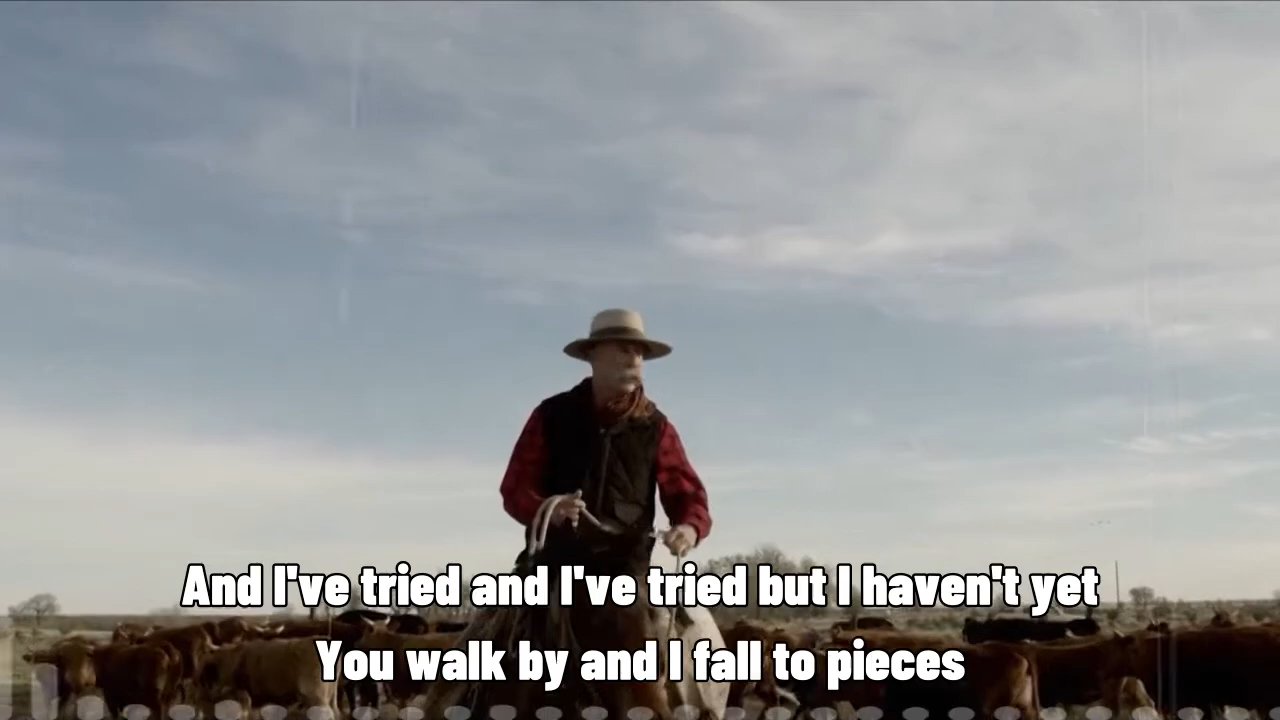 And I've tried and I've tried but I haven't yet
You walk by and I fall to pieces